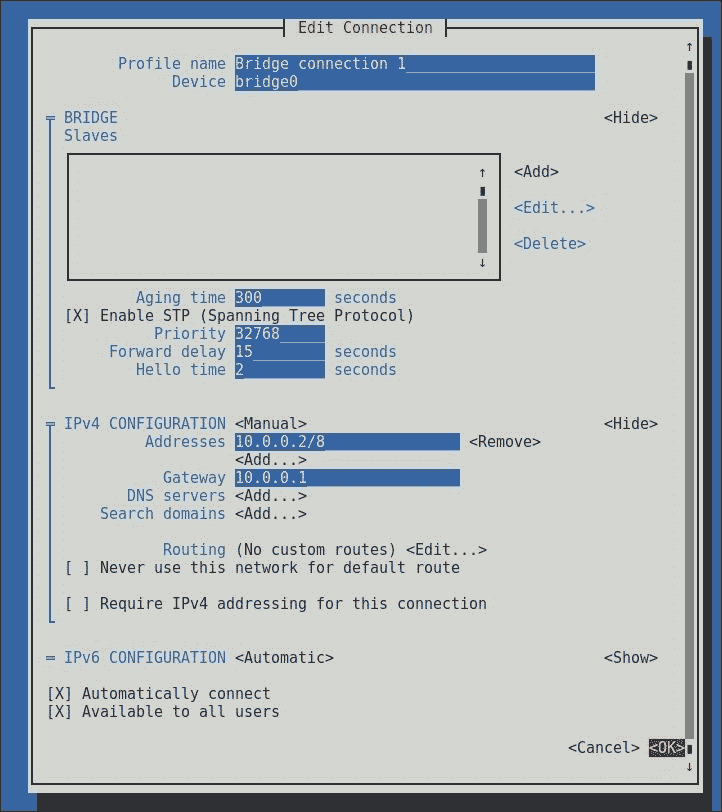 Edit Connection
Profile name Bridge connection 1
Device bridge0
BRIDGE <Hide>
Slaves
<Add>
<Edit...>
<Delete>
Aging time 300 seconds
[X] Enable STP (Spanning Tree Protocol)
Priority 32768
Forward delay 15 seconds
Hello time 2 seconds
IPv4 CONFIGURATION <Manual> <Hide>
Addresses 10.0.0.2/8 <Remove>
<Add...>
Gateway 10.0.0.1
DNS servers <Add...>
Search domains <Add...>
Routing (No custom routes) <Edit...>
[ ] Never use this network for default route
[ ] Require IPv4 addressing for this connection
IPv6 CONFIGURATION <Automatic> <Show>
[X] Automatically connect
[X] Available to all users
<Cancel> <OK>